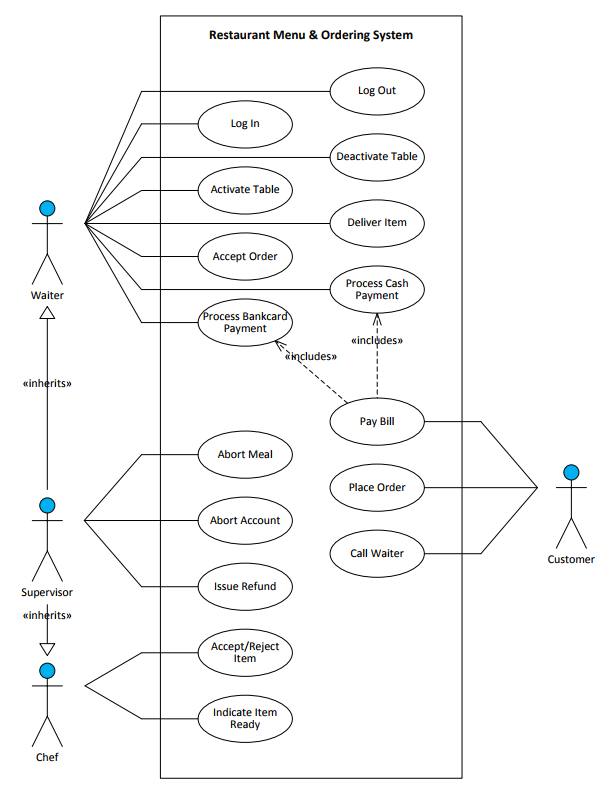 Restaurant Menu & Ordering System
Log Out
Log In
Deactivate Table
Activate Table
Deliver Item
Waiter
Accept Order
Process Cash
Payment
Process Bankcard
Payment
«includes»
«includes»
«inherits»
Pay Bill
Abort Meal
Place Order
Abort Account
Call Waiter
Customer
Supervisor
Issue Refund
«inherits»
Accept/Reject
Item
Indicate Item
Ready
Chef